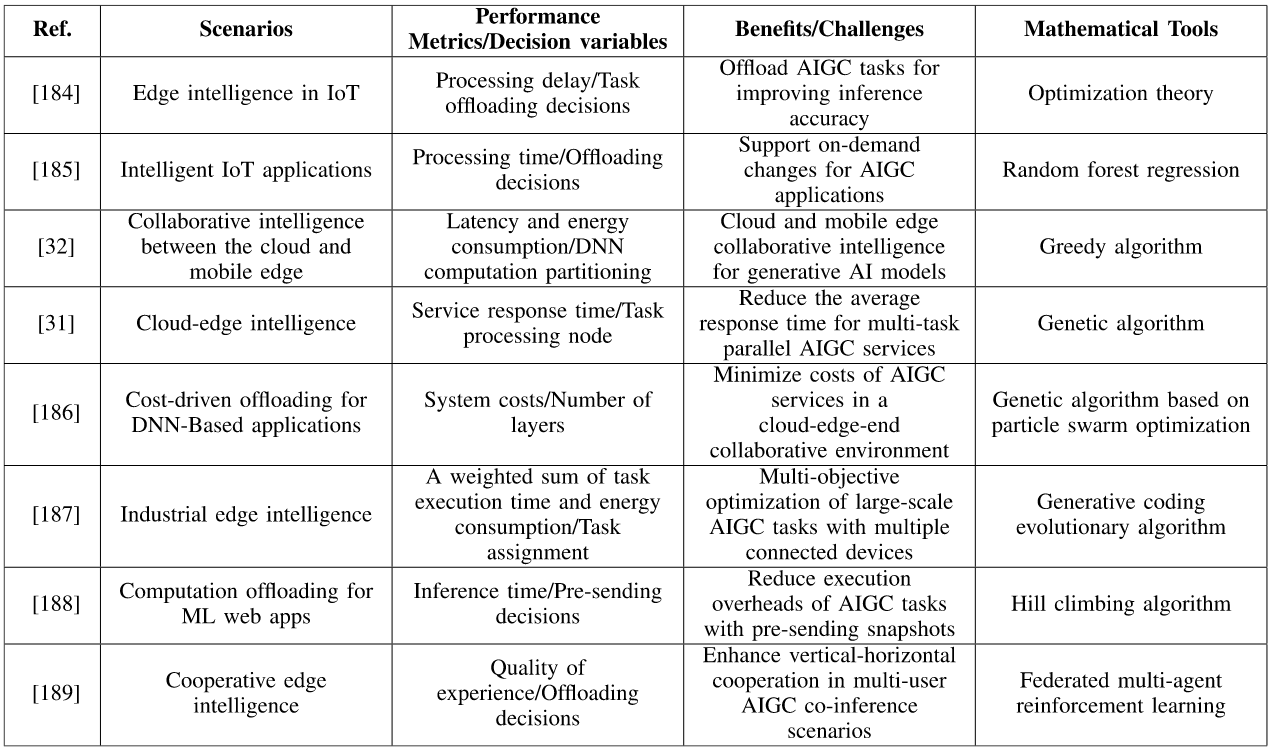 Ref.
Scenarios
Performance
Metrics/Decision variables
Benefits/Challenges
Mathematical Tools
[184]
Edge intelligence in IoT
Processing delay/Task
offloading decisions
Offload AIGC tasks for
improving inference
accuracy
Optimization theory
[185]
Intelligent IoT applications
Processing time/Offloading
decisions
Support on-demand
changes for AIGC
applications
Random forest regression
[32]
Collaborative intelligence
between the cloud and
mobile edge
Latency and energy
consumption/DNN
computation partitioning
Cloud and mobile edge
collaborative intelligence
for generative AI models
Greedy algorithm
[31]
Cloud-edge intelligence
Service response time/Task
processing node
Reduce the average
response time for multi-task
parallel AIGC services
Genetic algorithm
[186]
Cost-driven offloading for
DNN-Based applications
System costs/Number of
layers
Minimize costs of AIGC
services in a
cloud-edge-end
collaborative environment
Genetic algorithm based on
particle swarm optimization
[187]
Industrial edge intelligence
A weighted sum of task
execution time and energy
consumption/Task
assignment
Multi-objective
optimization of large-scale
AIGC tasks with multiple
connected devices
Generative coding
evolutionary algorithm
[188]
Computation offloading for
ML web apps
Inference time/Pre-sending
decisions
Reduce execution
overheads of AIGC tasks
with pre-sending snapshots
Hill climbing algorithm
[189]
Cooperative edge
intelligence
Quality of
experience/Offloading
decisions
Enhance vertical-horizontal
cooperation in multi-user
AIGC co-inference
scenarios
Federated multi-agent
reinforcement learning